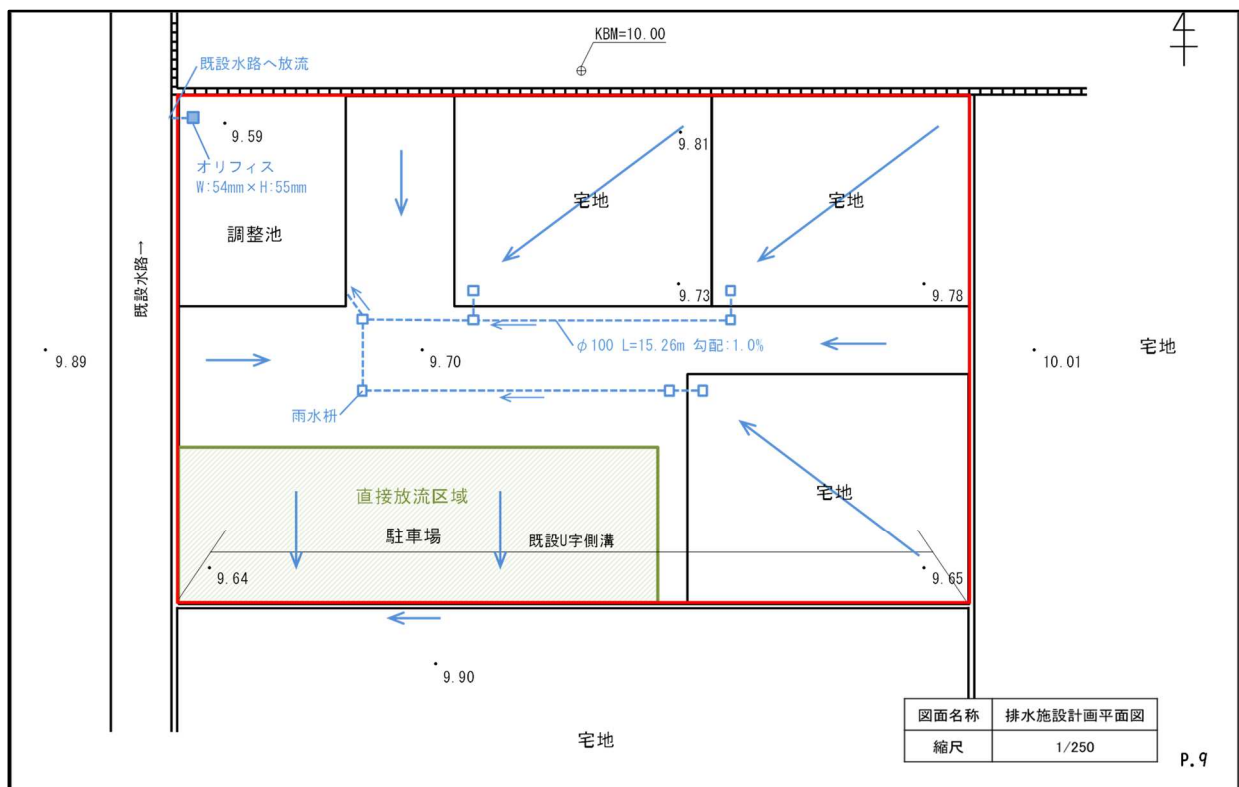 KBM=10.00
既設水路へ放流
9.59
オリフィス
W:54mm×H:55mm
調整池
9.81
宅地
宅地
9.73
9.78
既設水路→
φ100 L=15.26m 勾配:1.0%
9.89
9.70
10.01
宅地
雨水枡
直接放流区域
宅地
駐車場
既設U字側溝
9.64
9.65
9.90
宅地
図面名称 排水施設計画平面図
縮尺 1/250
P.9